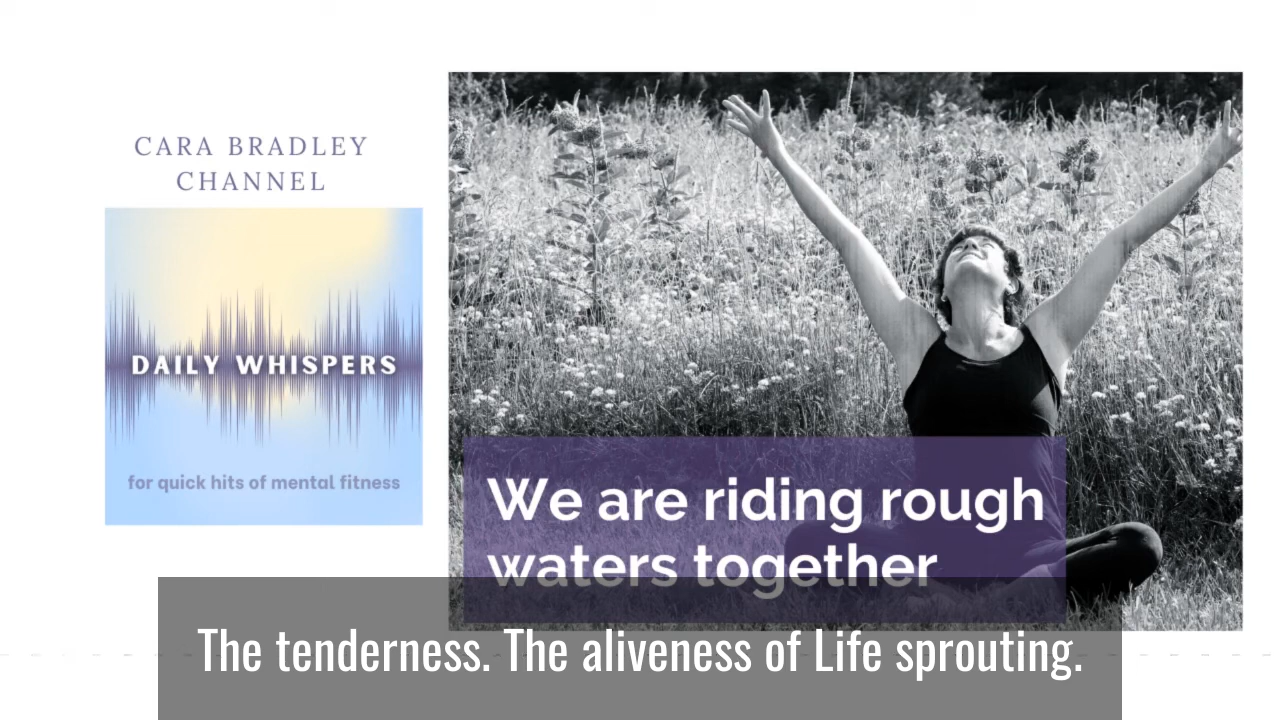 CARA BRADLEY
CHANNEL
DAILY WHISPERS
for quick hits of mental fitness
We are riding rough
waters together
The tenderness. The aliveness of Life sprouting.